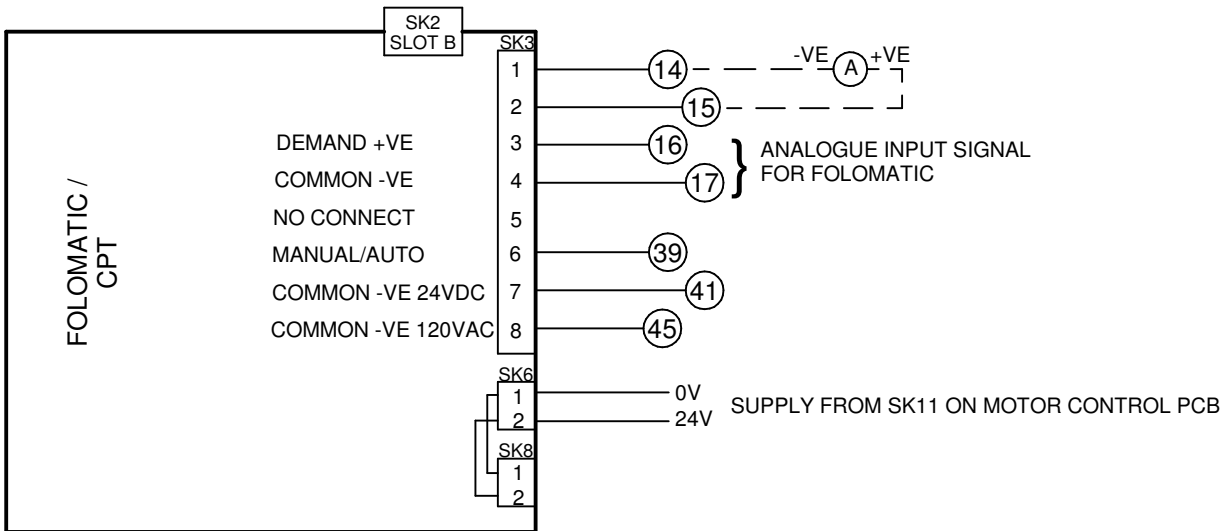 SK2
SLOT B
SK3
1 14 -VE A +VE
2 15
DEMAND +VE 3 16
COMMON -VE 4 17
ANALOGUE INPUT SIGNAL
FOR FOLOMATIC
NO CONNECT 5
MANUAL/AUTO 6 39
COMMON -VE 24VDC 7 41
COMMON -VE 120VAC 8 45
FOLOMATIC /
CPT
SK6
1 0V
2 24V
SUPPLY FROM SK11 ON MOTOR CONTROL PCB
SK8
1
2